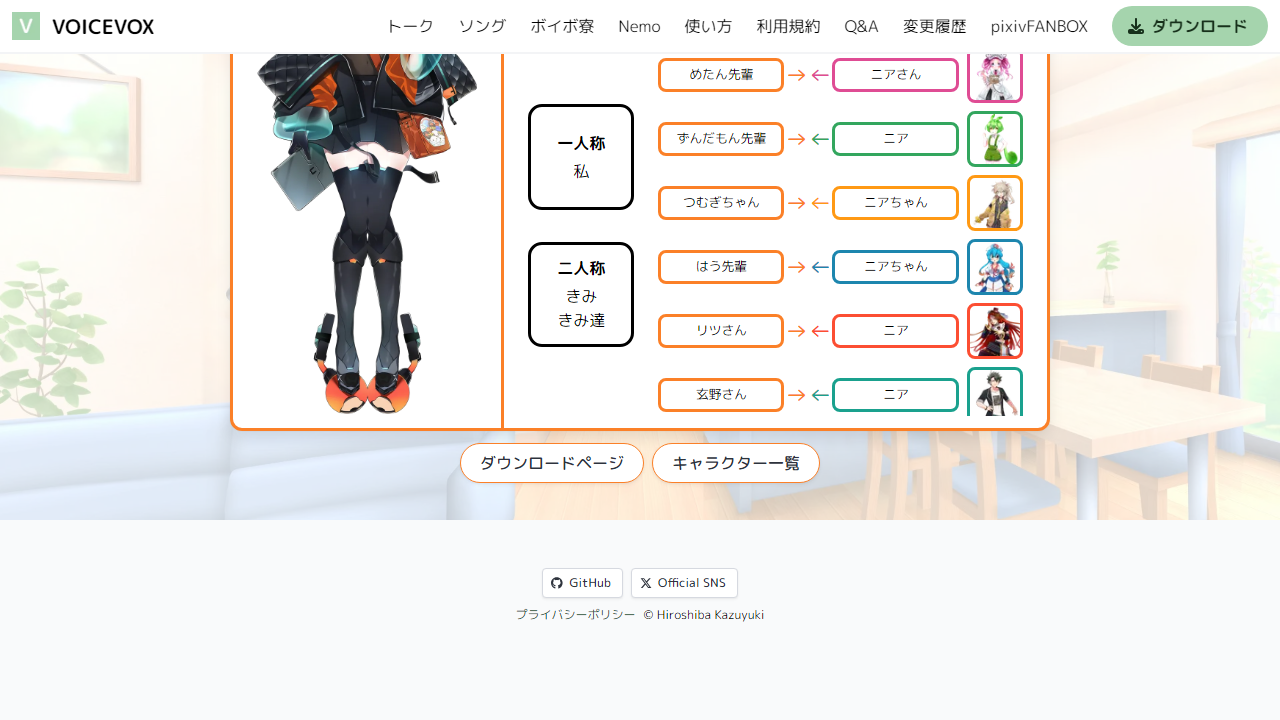 V VOICEVOX トーク ソング ボイボ寮 Nemo 使い方 利用規約 Q&A 変更履歴 pixivFANBOX ダウンロード
めたん先輩 → ← ニアさん
一人称
私
ずんだもん先輩 → ← ニア
つむぎちゃん → ← ニアちゃん
二人称
きみ
きみ達
はう先輩 → ← ニアちゃん
リツさん → ← ニア
玄野さん → ← ニア
ダウンロードページ キャラクター一覧
GitHub Official SNS
プライバシーポリシー © Hiroshiba Kazuyuki